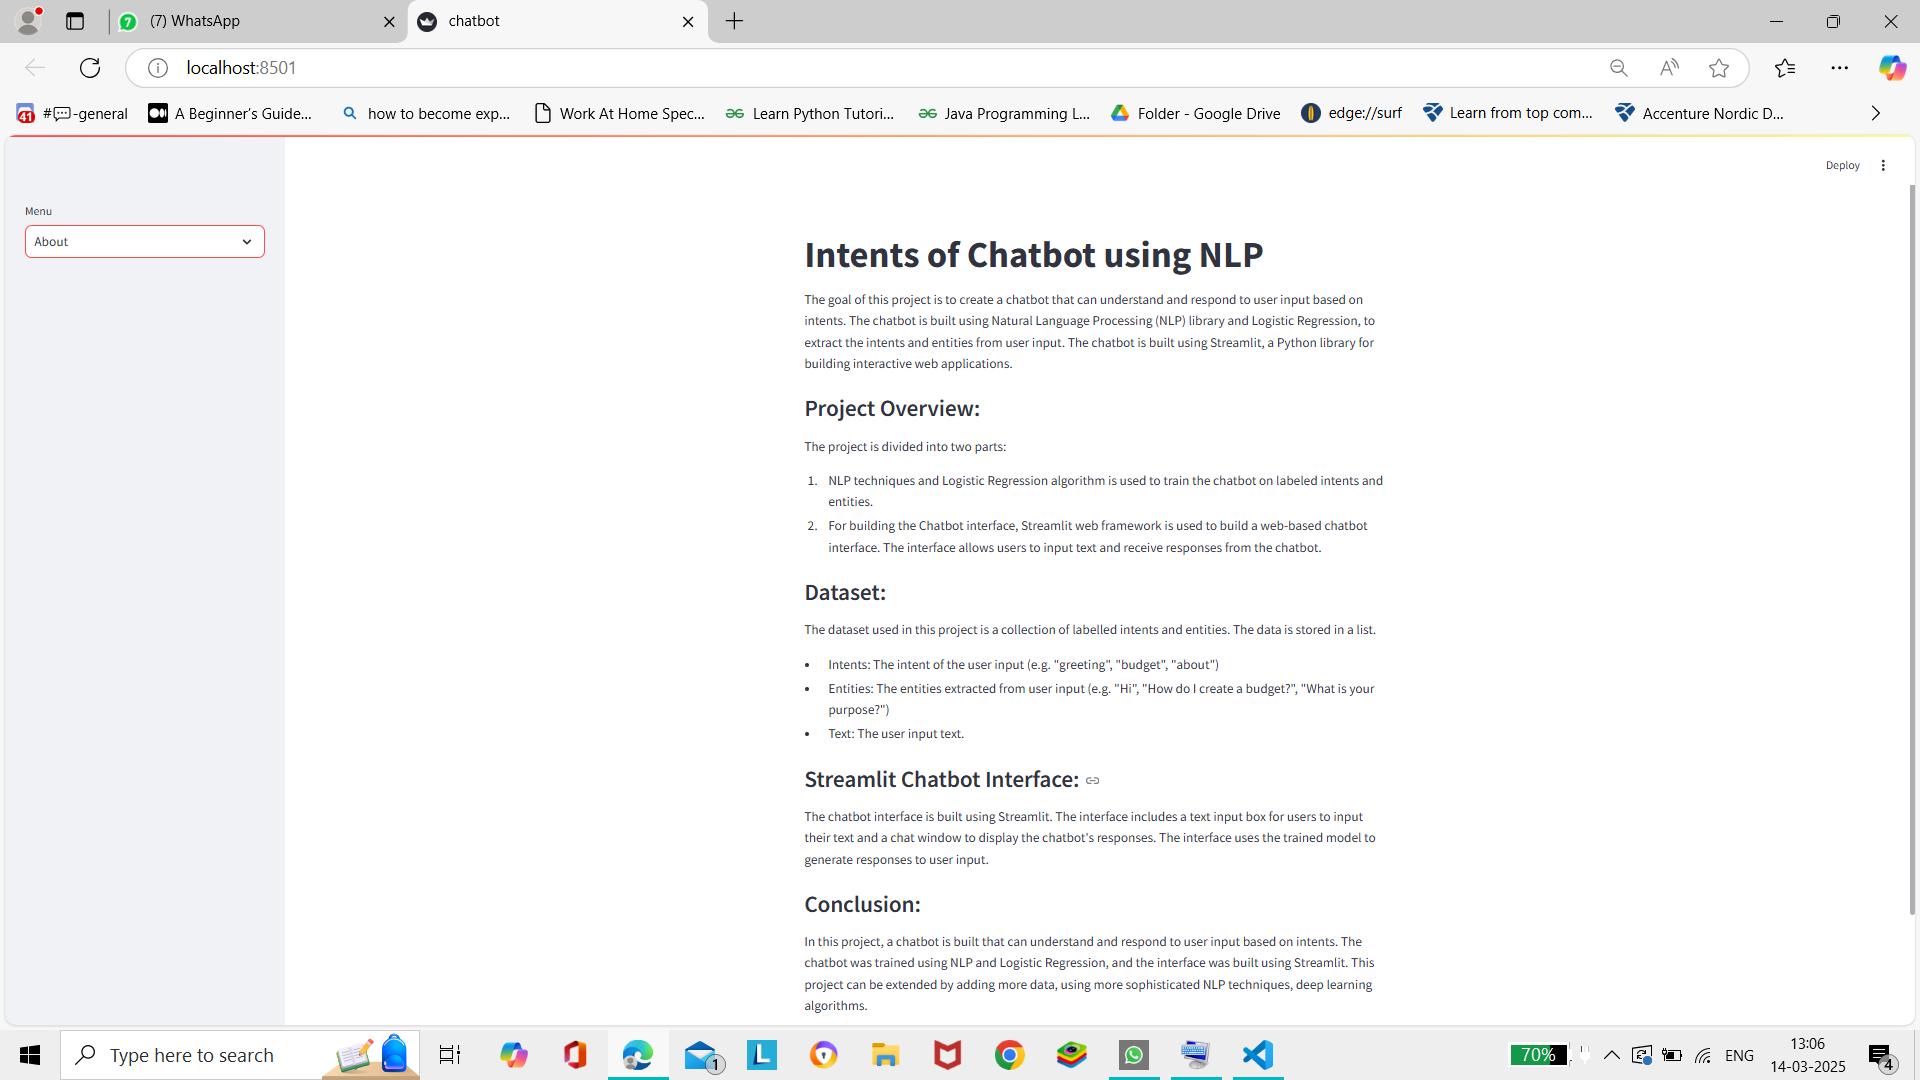 (7) WhatsApp
chatbot
localhost:8501
41
#💬-general
A Beginner's Guide...
how to become exp...
Work At Home Spec...
Learn Python Tutori...
Java Programming L...
Folder - Google Drive
edge://surf
Learn from top com...
Accenture Nordic D...
Deploy
Menu
About
Intents of Chatbot using NLP
The goal of this project is to create a chatbot that can understand and respond to user input based on
intents. The chatbot is built using Natural Language Processing (NLP) library and Logistic Regression, to
extract the intents and entities from user input. The chatbot is built using Streamlit, a Python library for
building interactive web applications.
Project Overview:
The project is divided into two parts:
1. NLP techniques and Logistic Regression algorithm is used to train the chatbot on labeled intents and
entities.
2. For building the Chatbot interface, Streamlit web framework is used to build a web-based chatbot
interface. The interface allows users to input text and receive responses from the chatbot.
Dataset:
The dataset used in this project is a collection of labelled intents and entities. The data is stored in a list.
• Intents: The intent of the user input (e.g. "greeting", "budget", "about")
• Entities: The entities extracted from user input (e.g. "Hi", "How do I create a budget?", "What is your
purpose?")
• Text: The user input text.
Streamlit Chatbot Interface:
The chatbot interface is built using Streamlit. The interface includes a text input box for users to input
their text and a chat window to display the chatbot's responses. The interface uses the trained model to
generate responses to user input.
Conclusion:
In this project, a chatbot is built that can understand and respond to user input based on intents. The
chatbot was trained using NLP and Logistic Regression, and the interface was built using Streamlit. This
project can be extended by adding more data, using more sophisticated NLP techniques, deep learning
algorithms.
Type here to search
1
L
70%
ENG
13:06
14-03-2025
4